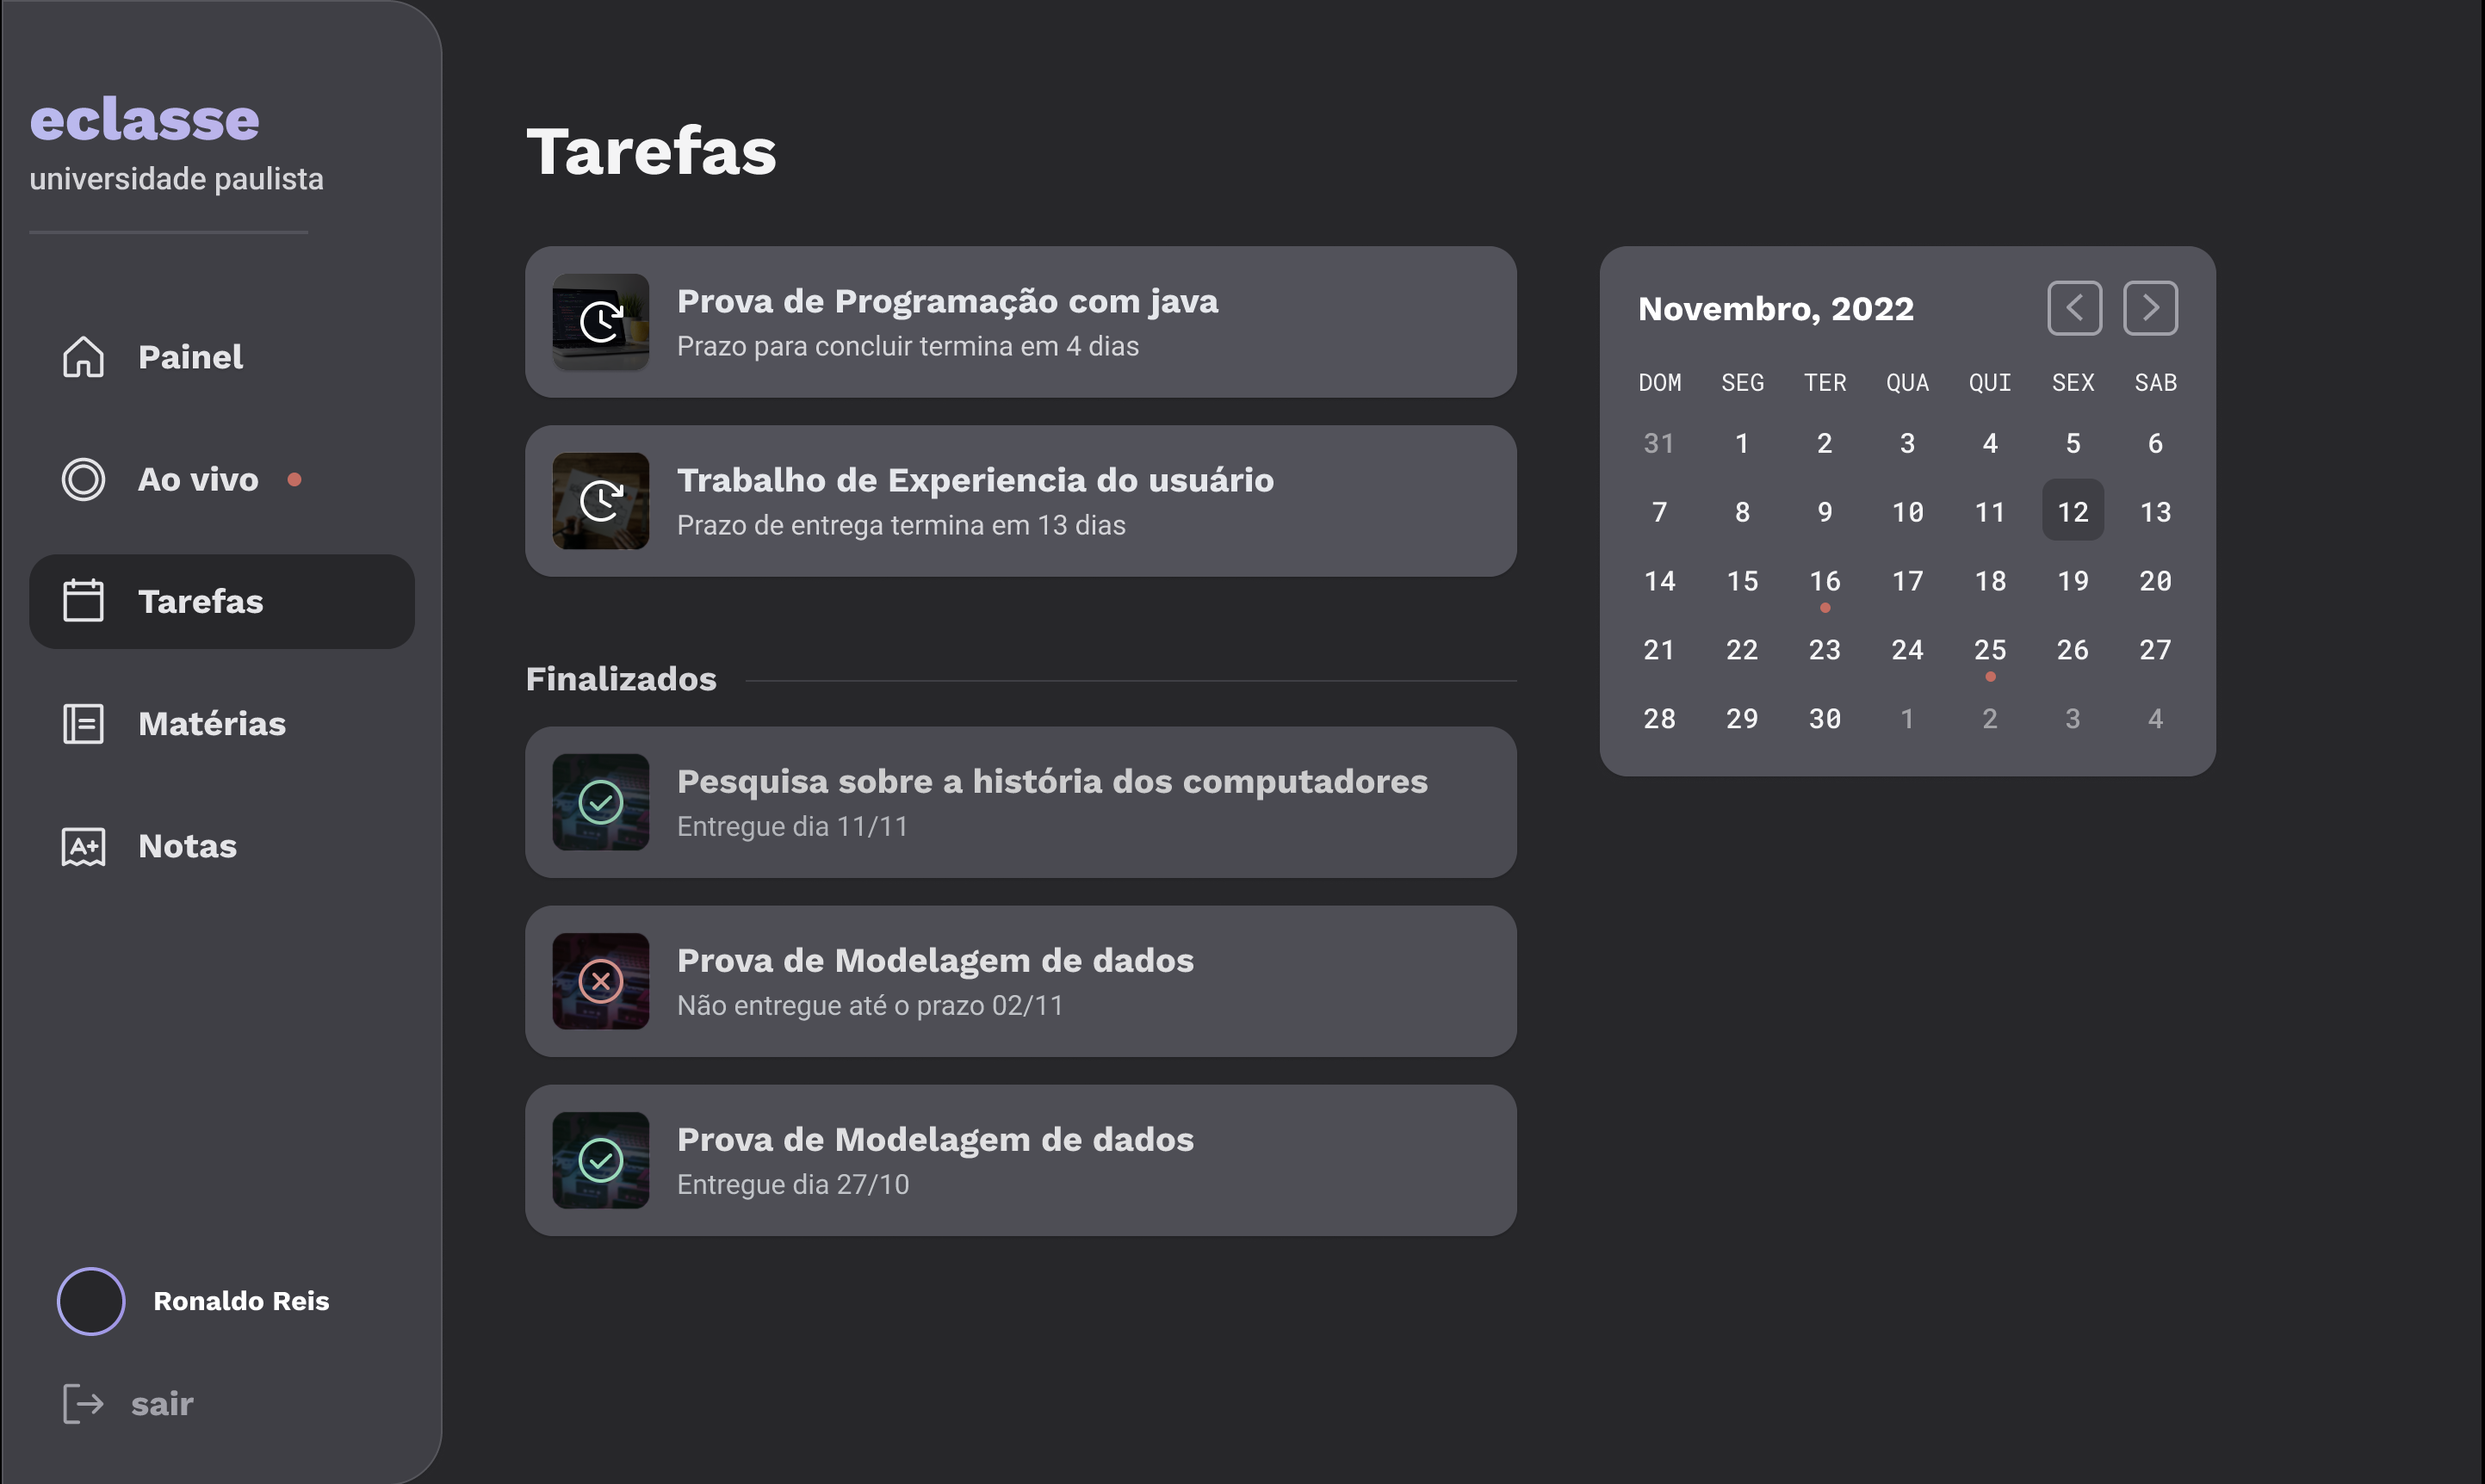 eclasse
universidade paulista
Painel
Ao vivo
Tarefas
Matérias
A+
Notas
Ronaldo Reis
sair
Tarefas
Prova de Programação com java
Prazo para concluir termina em 4 dias
Trabalho de Experiencia do usuário
Prazo de entrega termina em 13 dias
Finalizados
Pesquisa sobre a história dos computadores
Entregue dia 11/11
Prova de Modelagem de dados
Não entregue até o prazo 02/11
Prova de Modelagem de dados
Entregue dia 27/10
Novembro, 2022
DOM SEG TER QUA QUI SEX SAB
31 1 2 3 4 5 6
7 8 9 10 11 12 13
14 15 16 17 18 19 20
21 22 23 24 25 26 27
28 29 30 1 2 3 4